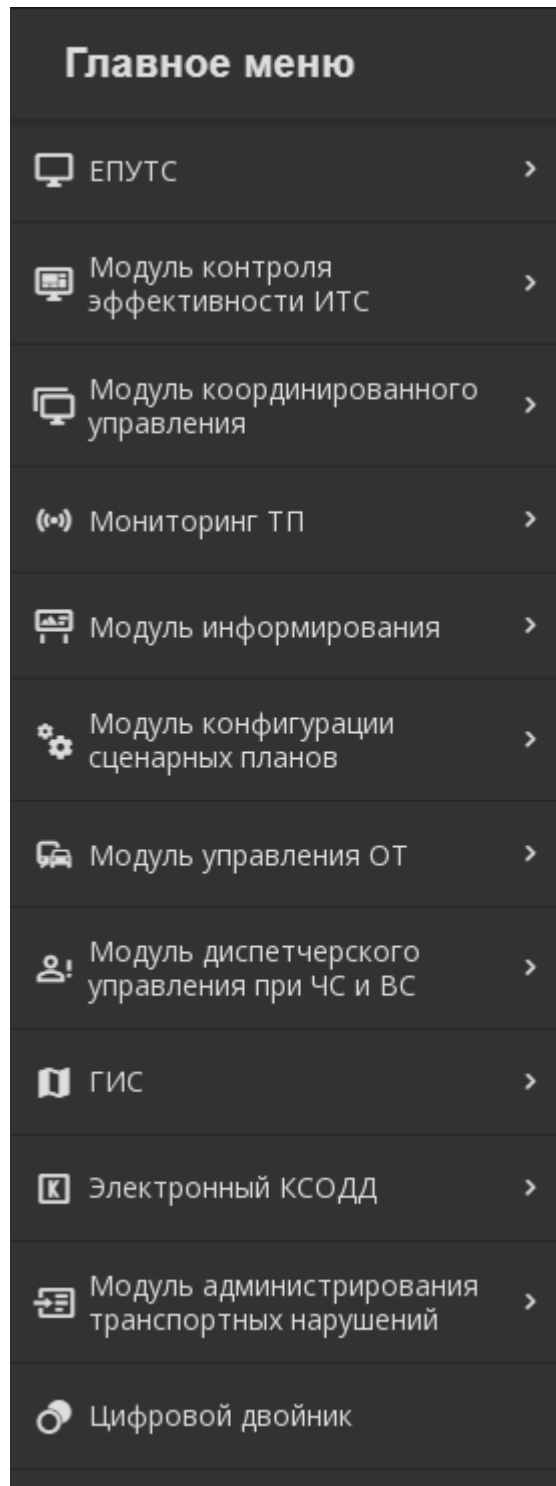 Главное меню
ЕПУТС
Модуль контроля
эффективности ИТС
Модуль координированного
управления
Мониторинг ТП
Модуль информирования
Модуль конфигурации
сценарных планов
Модуль управления ОТ
Модуль диспетчерского
управления при ЧС и ВС
ГИС
Электронный КСОДД
Модуль администрирования
транспортных нарушений
Цифровой двойник